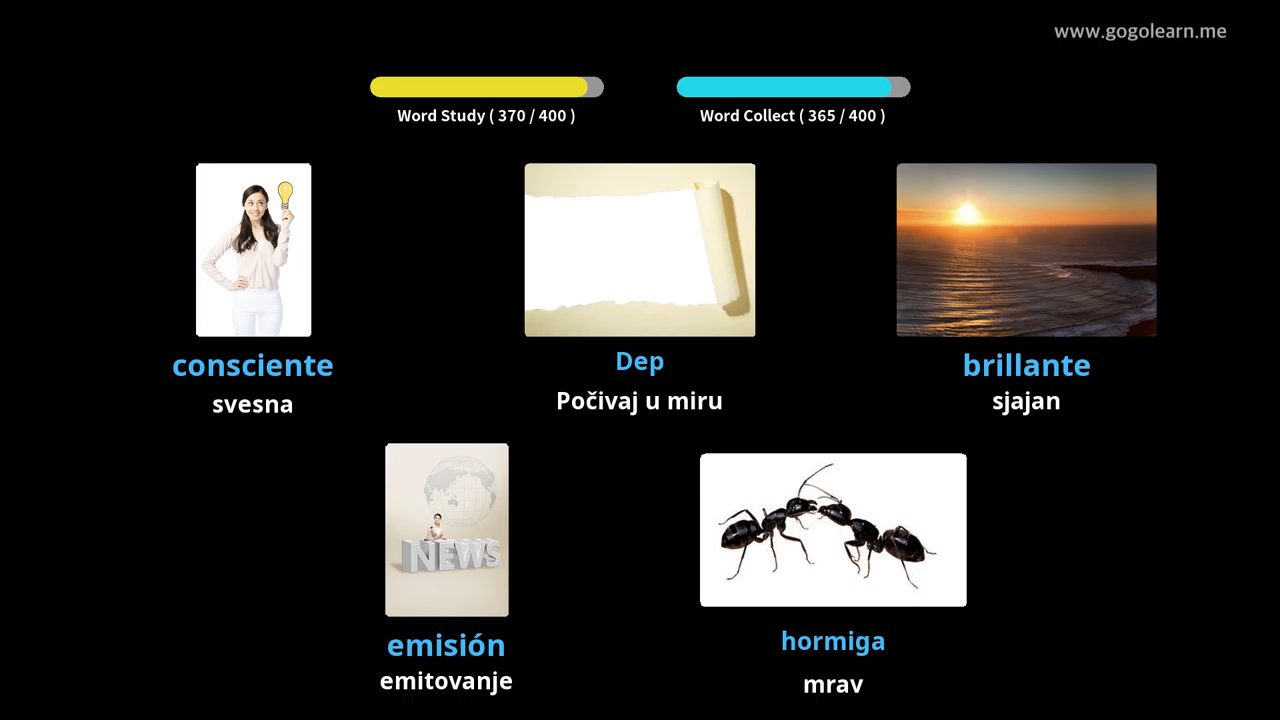 www.gogolearn.me
Word Study ( 370 / 400 )
Word Collect ( 365 / 400 )
consciente
svesna
Dep
Počivaj u miru
brillante
sjajan
NEWS
emisión
emitovanje
hormiga
mrav